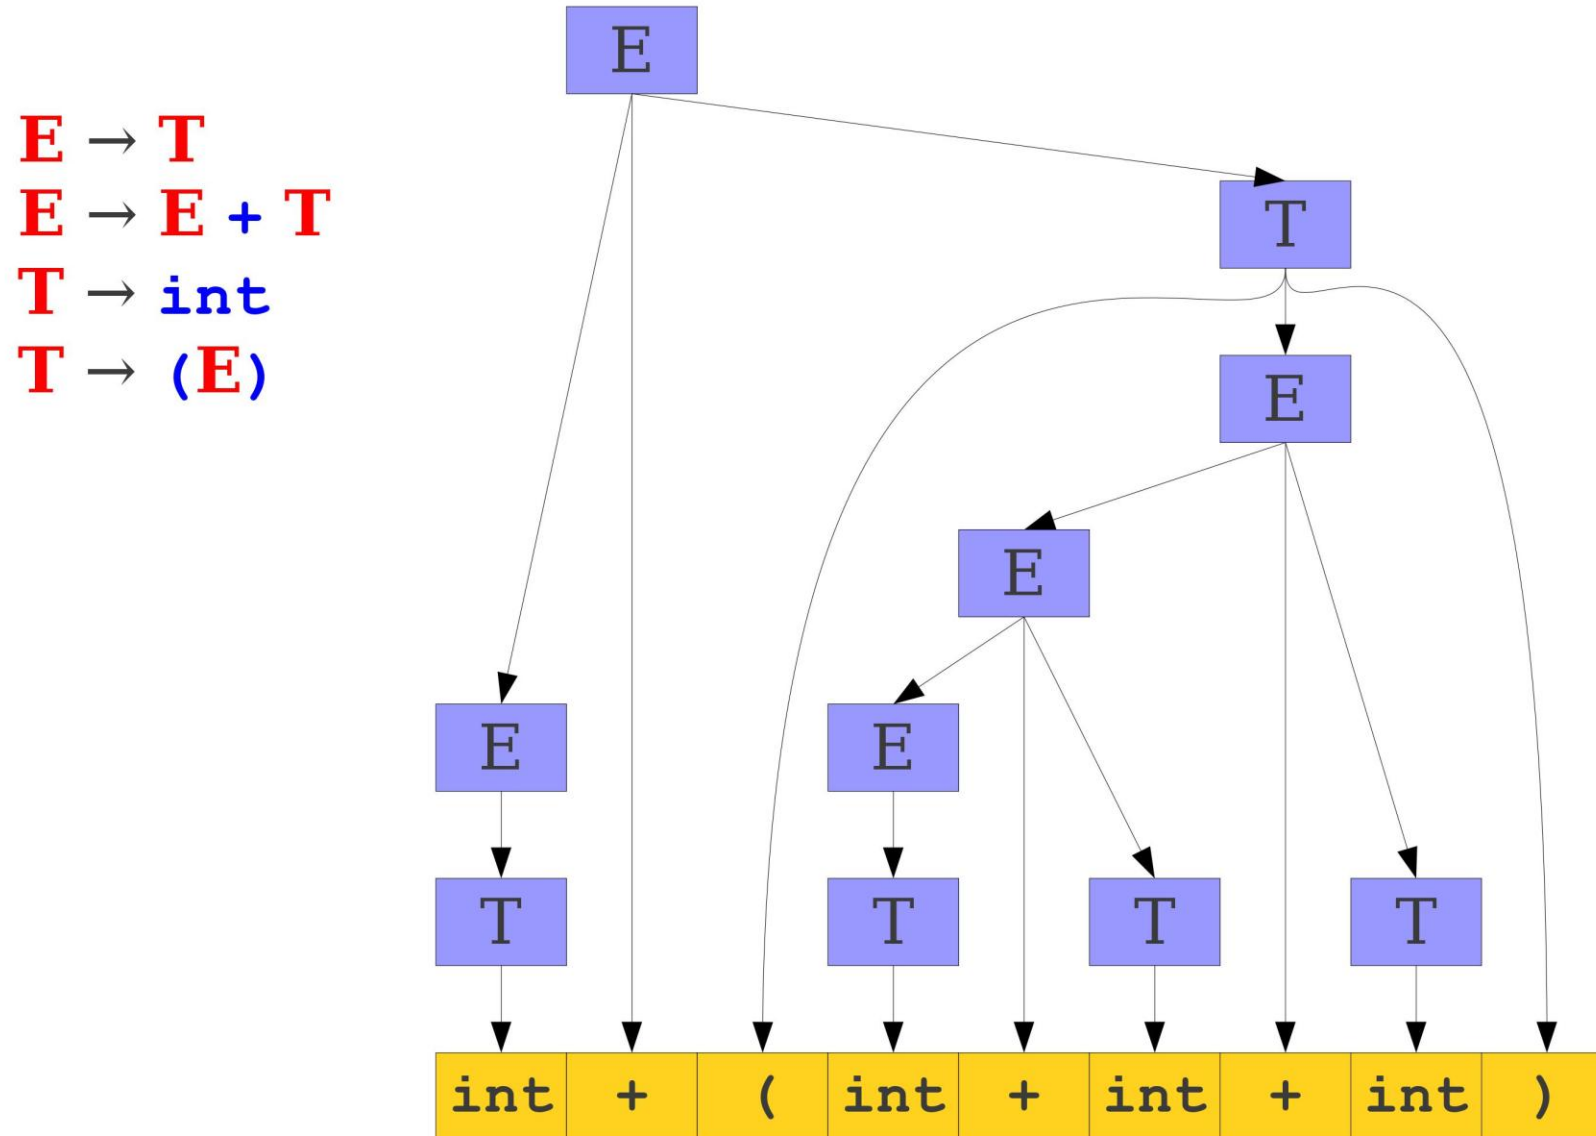 E → T
E → E + T
T → int
T → (E)
E
T
E
E
E
E
T
T
T
T
int + ( int + int + int )